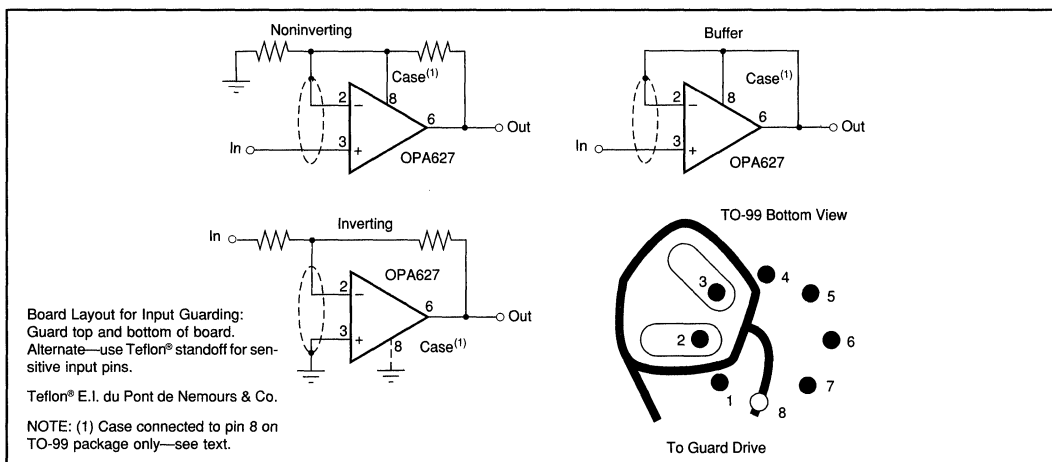 Noninverting
Case(1)
2
–
8
6
3
+
In
Out
OPA627
Buffer
Case(1)
2
–
8
6
3
+
In
Out
OPA627
Inverting
In
OPA627
2
–
6
3
+
8
Case(1)
Out
TO-99 Bottom View
3
4
5
2
6
1
7
8
To Guard Drive
Board Layout for Input Guarding:
Guard top and bottom of board.
Alternate—use Teflon® standoff for sen-
sitive input pins.
Teflon® E.I. du Pont de Nemours & Co.
NOTE: (1) Case connected to pin 8 on
TO-99 package only—see text.